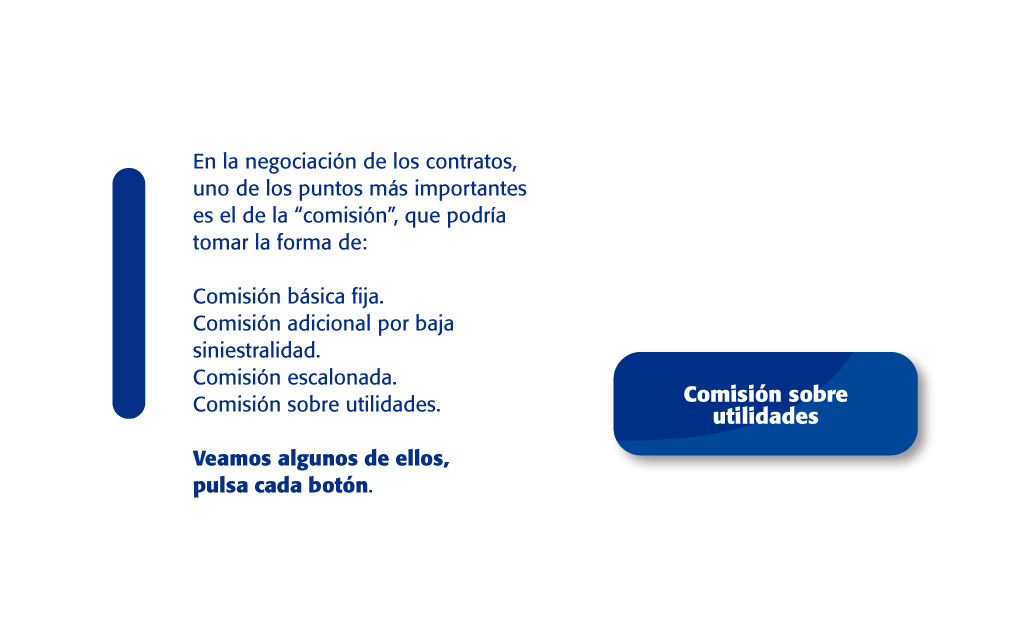 En la negociación de los contratos,
uno de los puntos más importantes
es el de la “comisión”, que podría
tomar la forma de:
Comisión básica fija.
Comisión adicional por baja
siniestralidad.
Comisión escalonada.
Comisión sobre utilidades.
Veamos algunos de ellos,
pulsa cada botón.
Comisión sobre
utilidades